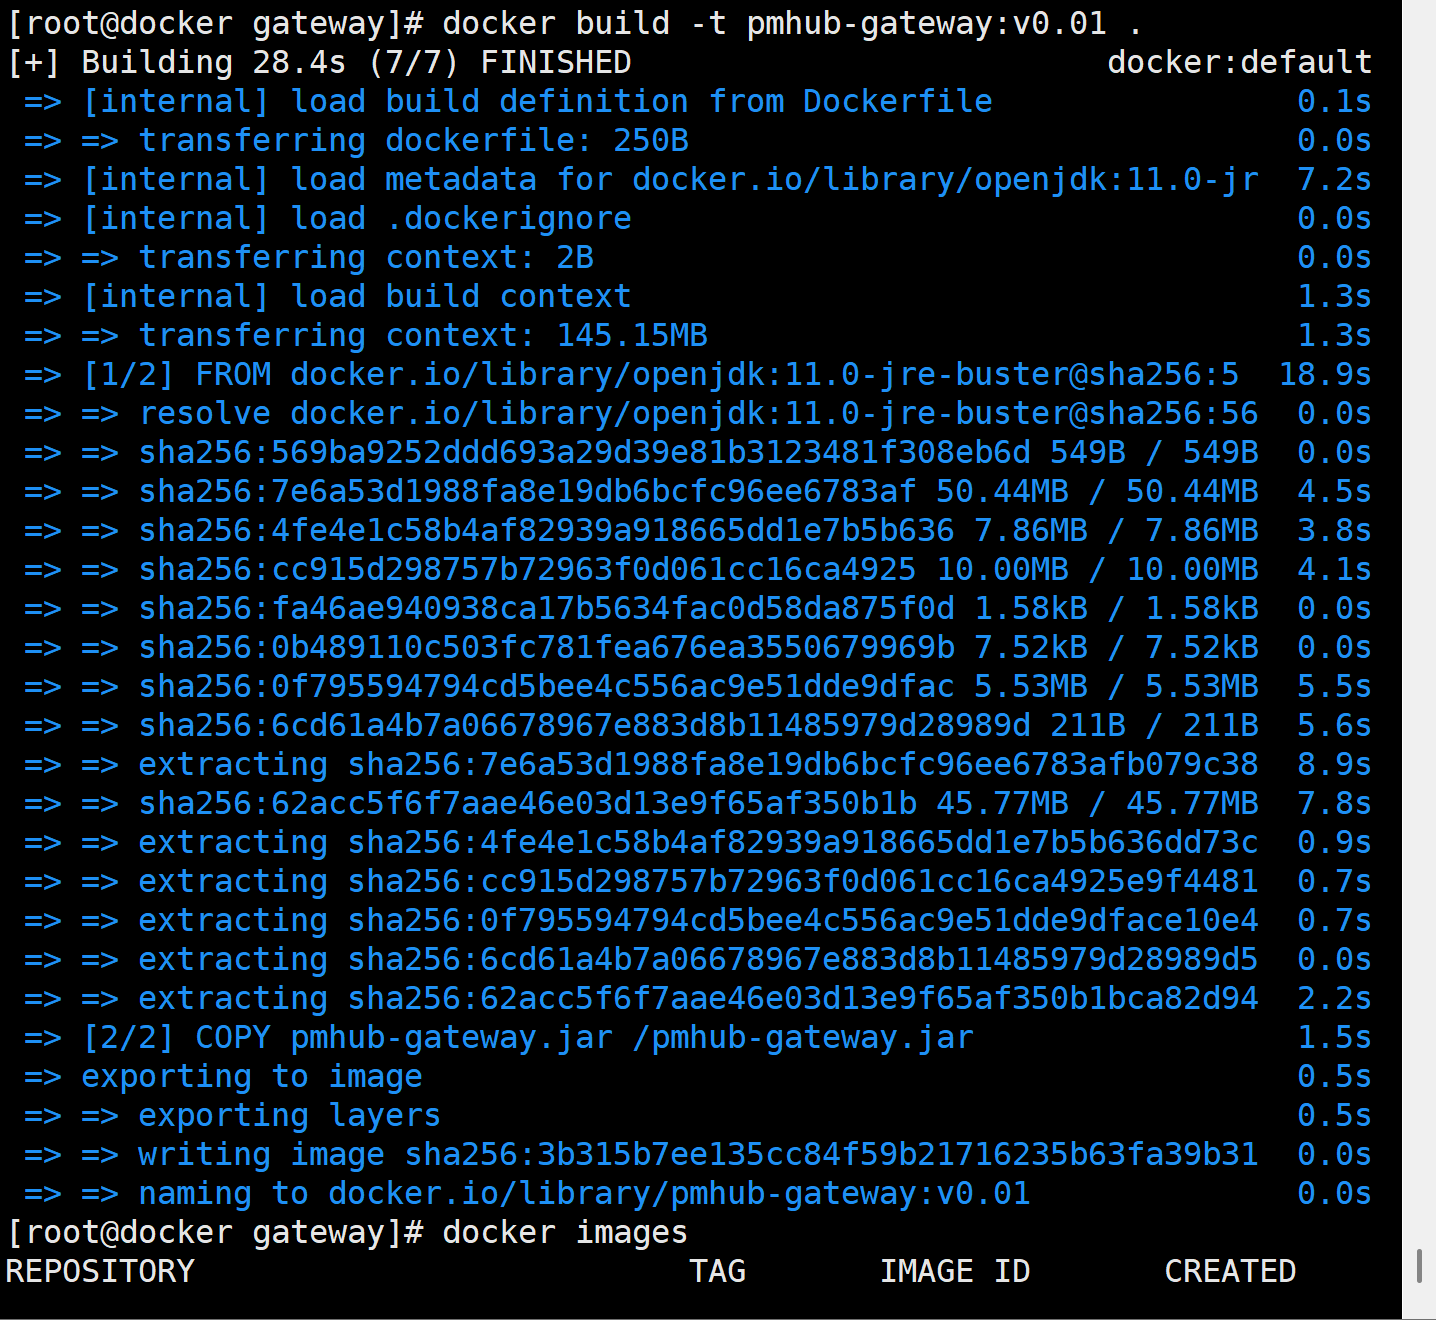 [root@docker gateway]# docker build -t pmhub-gateway:v0.01 .
[+] Building 28.4s (7/7) FINISHED docker:default
=> [internal] load build definition from Dockerfile 0.1s
=> => transferring dockerfile: 250B 0.0s
=> [internal] load metadata for docker.io/library/openjdk:11.0-jr 7.2s
=> [internal] load .dockerignore 0.0s
=> => transferring context: 2B 0.0s
=> [internal] load build context 1.3s
=> => transferring context: 145.15MB 1.3s
=> [1/2] FROM docker.io/library/openjdk:11.0-jre-buster@sha256:5 18.9s
=> => resolve docker.io/library/openjdk:11.0-jre-buster@sha256:56 0.0s
=> => sha256:569ba9252ddd693a29d39e81b3123481f308eb6d 549B / 549B 0.0s
=> => sha256:7e6a53d1988fa8e19db6bcfc96ee6783af 50.44MB / 50.44MB 4.5s
=> => sha256:4fe4e1c58b4af82939a918665dd1e7b5b636 7.86MB / 7.86MB 3.8s
=> => sha256:cc915d298757b72963f0d061cc16ca4925 10.00MB / 10.00MB 4.1s
=> => sha256:fa46ae940938ca17b5634fac0d58da875f0d 1.58kB / 1.58kB 0.0s
=> => sha256:0b489110c503fc781fea676ea3550679969b 7.52kB / 7.52kB 0.0s
=> => sha256:0f795594794cd5bee4c556ac9e51dde9dfac 5.53MB / 5.53MB 5.5s
=> => sha256:6cd61a4b7a06678967e883d8b11485979d28989d 211B / 211B 5.6s
=> => extracting sha256:7e6a53d1988fa8e19db6bcfc96ee6783afb079c38 8.9s
=> => sha256:62acc5f6f7aae46e03d13e9f65af350b1b 45.77MB / 45.77MB 7.8s
=> => extracting sha256:4fe4e1c58b4af82939a918665dd1e7b5b636dd73c 0.9s
=> => extracting sha256:cc915d298757b72963f0d061cc16ca4925e9f4481 0.7s
=> => extracting sha256:0f795594794cd5bee4c556ac9e51dde9dface10e4 0.7s
=> => extracting sha256:6cd61a4b7a06678967e883d8b11485979d28989d5 0.0s
=> => extracting sha256:62acc5f6f7aae46e03d13e9f65af350b1bca82d94 2.2s
=> [2/2] COPY pmhub-gateway.jar /pmhub-gateway.jar 1.5s
=> exporting to image 0.5s
=> => exporting layers 0.5s
=> => writing image sha256:3b315b7ee135cc84f59b21716235b63fa39b31 0.0s
=> => naming to docker.io/library/pmhub-gateway:v0.01 0.0s
[root@docker gateway]# docker images
REPOSITORY TAG IMAGE ID CREATED